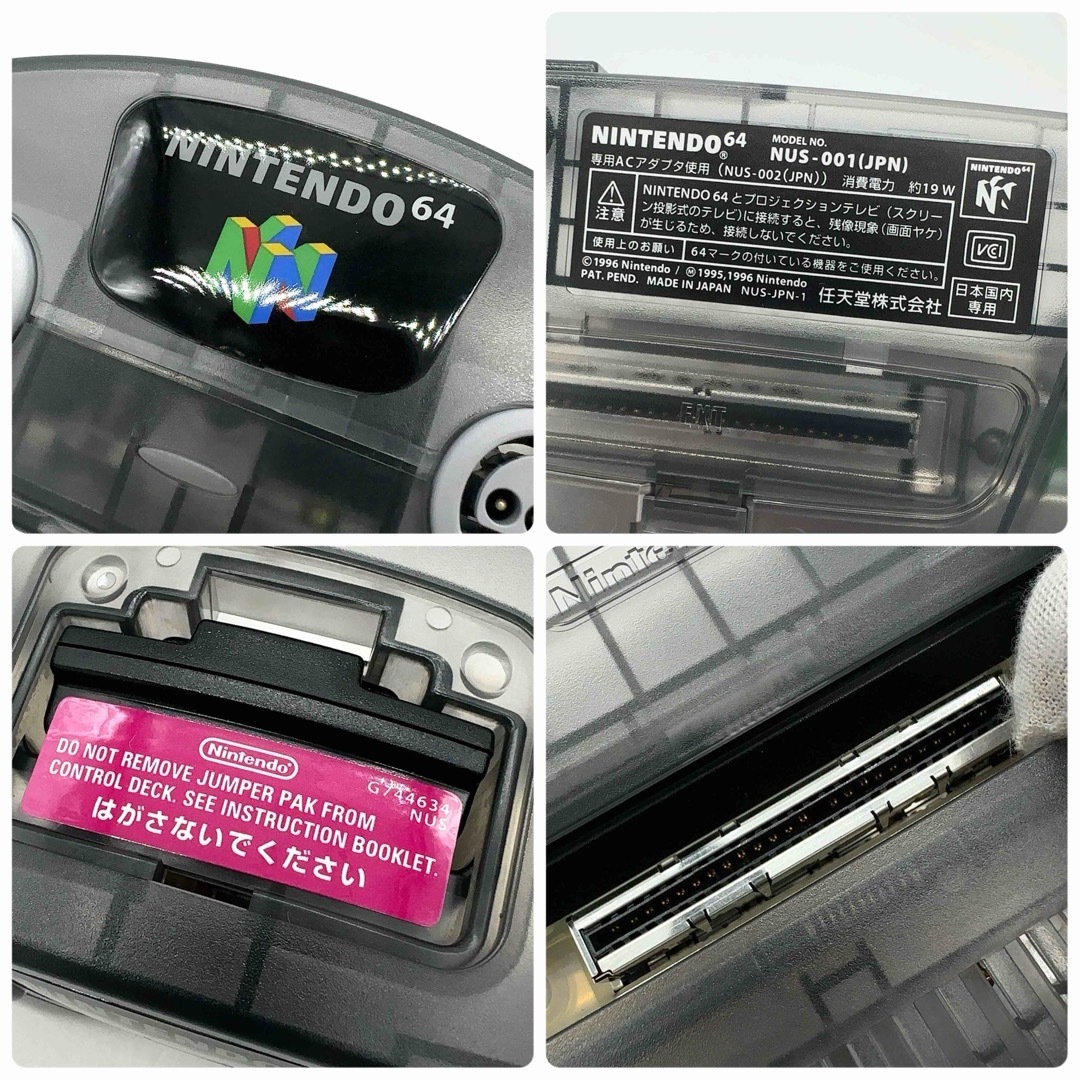 NINTENDO 64
NINTENDO 64® MODEL NO. NUS-001(JPN)
専用ACアダプタ使用(NUS-002(JPN)) 消費電力 約19W
注意
NINTENDO 64とプロジェクションテレビ(スクリー
ン投影式のテレビ)に接続すると、残像現象(画面ヤケ)
が生じるため、接続しないでください。
使用上のお願い 64マークの付いている機器をご使用ください。
©1996 Nintendo / Ⓜ1995,1996 Nintendo
PAT. PEND. MADE IN JAPAN NUS-JPN-1 任天堂株式会社
NINTENDO 64
VCI
日本国内
専用
EXT
Nintendo
DO NOT REMOVE JUMPER PAK FROM
CONTROL DECK. SEE INSTRUCTION BOOKLET.
はがさないでください
G744634
NUS